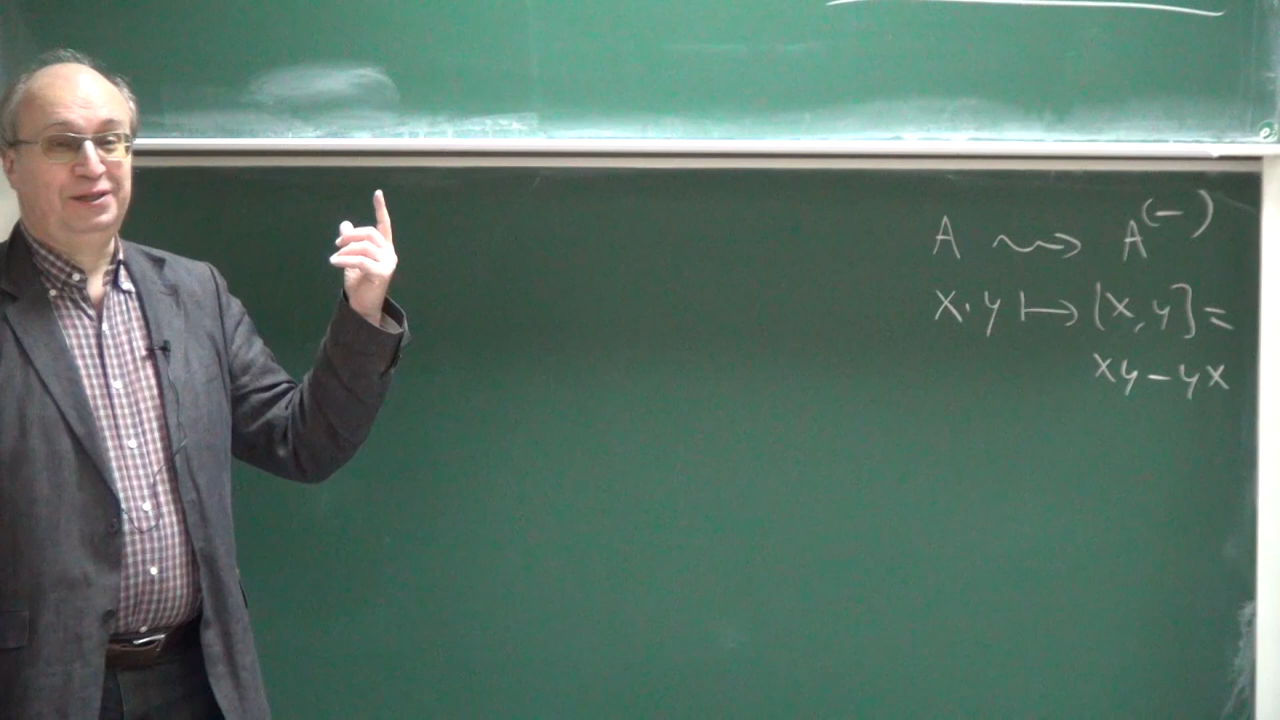 A ⇝ A⁽⁻⁾
x·y ↦ [x,y] =
xy − yx